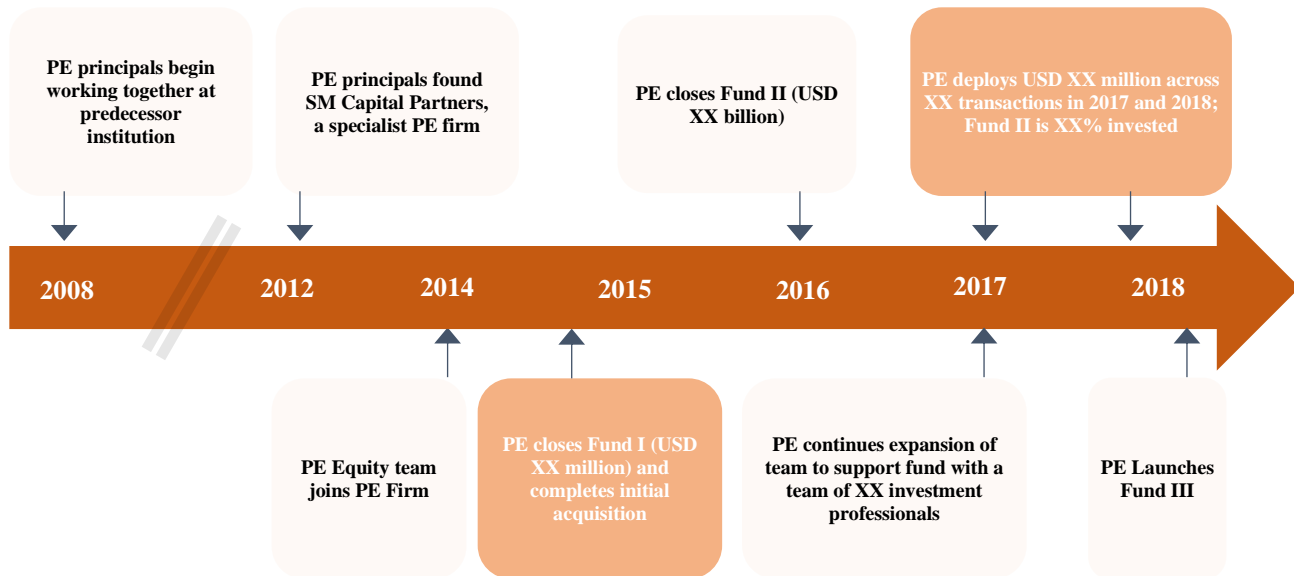 PE principals begin
working together at
predecessor
institution
PE principals found
SM Capital Partners,
a specialist PE firm
PE closes Fund II (USD
XX billion)
PE deploys USD XX million across
XX transactions in 2017 and 2018;
Fund II is XX% invested
2008
2012
2014
2015
2016
2017
2018
PE Equity team
joins PE Firm
PE closes Fund I (USD
XX million) and
completes initial
acquisition
PE continues expansion of
team to support fund with a
team of XX investment
professionals
PE Launches
Fund III